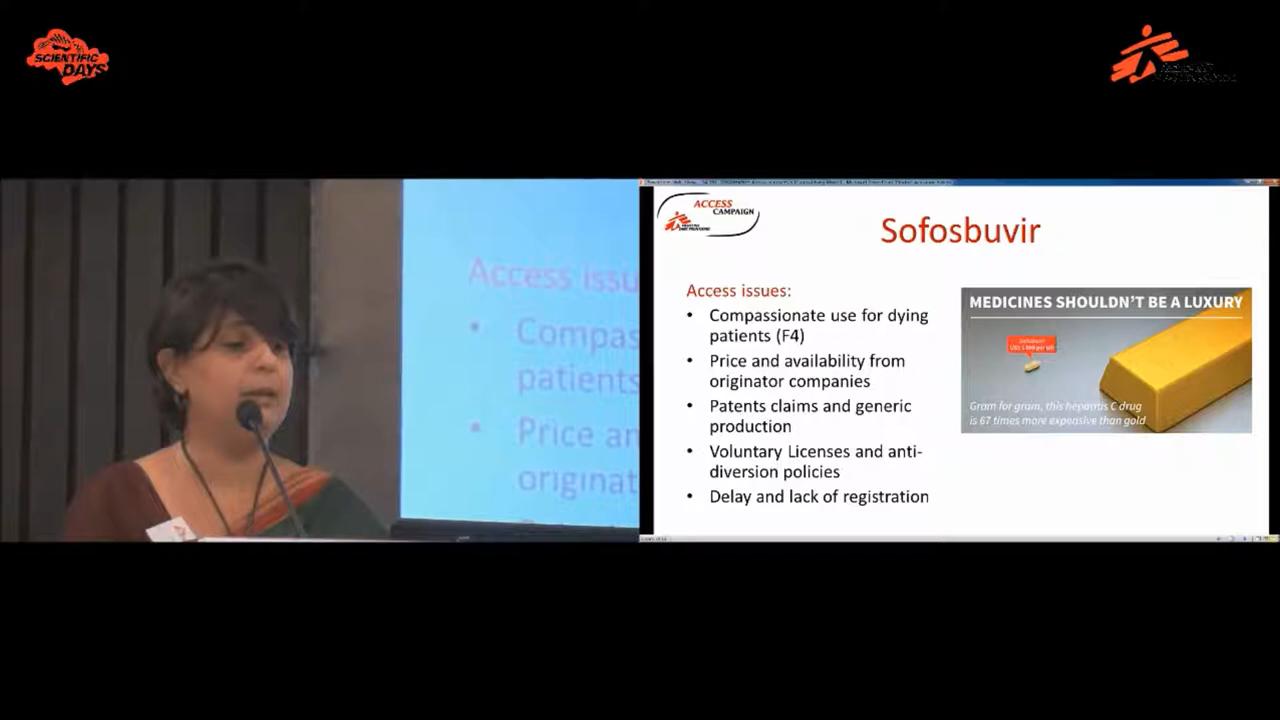 SCIENTIFIC
DAYS
Access issu
• Compas
patients
• Price an
originat
ACCESS
CAMPAIGN
Sofosbuvir
Access issues:
• Compassionate use for dying
patients (F4)
• Price and availability from
originator companies
• Patents claims and generic
production
• Voluntary Licenses and anti-
diversion policies
• Delay and lack of registration
MEDICINES SHOULDN'T BE A LUXURY
Gram for gram, this hepatitis C drug
is 67 times more expensive than gold